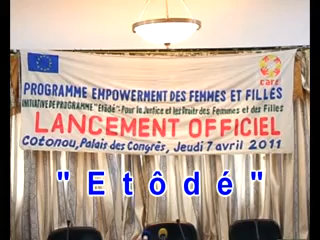 care
PROGRAMME EMPOWERMENT DES FEMMES ET FILLES
INITIATIVE DE PROGRAMME "Etôdé"-Pour la Justice et les Droits des Femmes et des Filles
LANCEMENT OFFICIEL
Cotonou, Palais des Congrès, Jeudi 7 avril 2011
" E t ô d é "